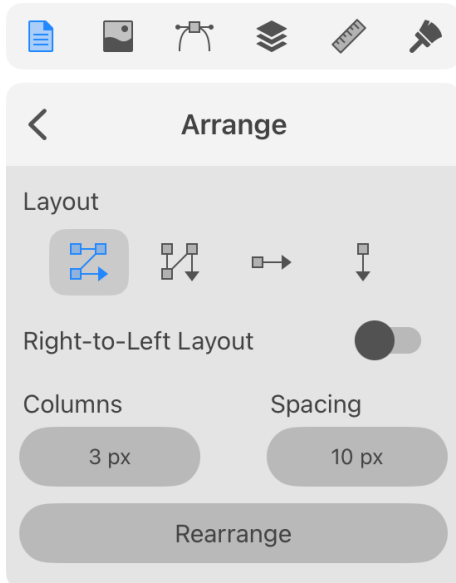 Arrange
Layout
Right-to-Left Layout
Columns Spacing
3 px 10 px
Rearrange